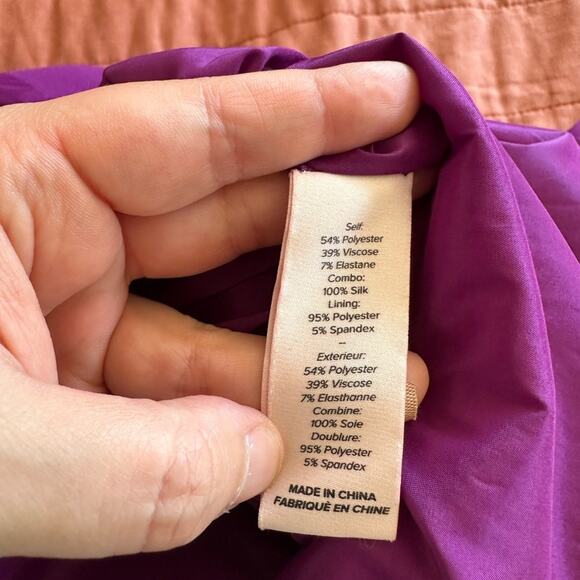 Self:
54% Polyester
39% Viscose
7% Elastane
Combo:
100% Silk
Lining:
95% Polyester
5% Spandex
--
Exterieur:
54% Polyester
39% Viscose
7% Elasthanne
Combine:
100% Soie
Doublure:
95% Polyester
5% Spandex
MADE IN CHINA
FABRIQUÉ EN CHINE